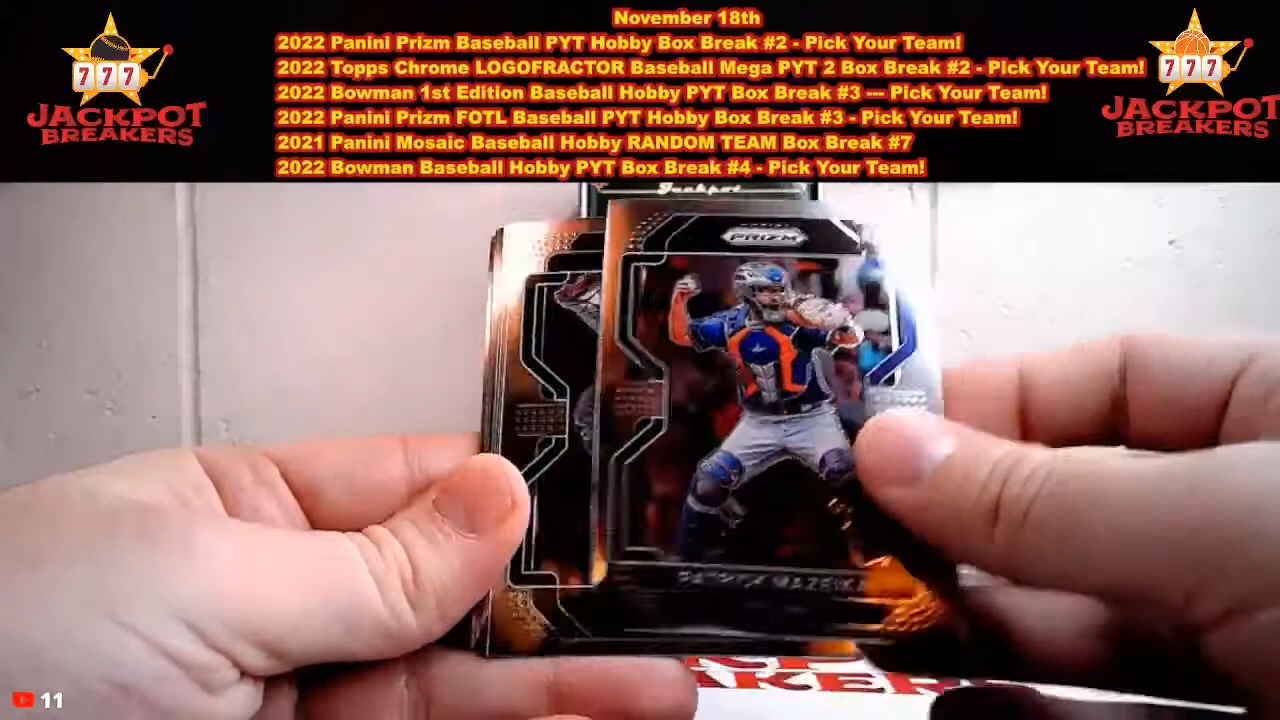 November 18th
2022 Panini Prizm Baseball PYT Hobby Box Break #2 - Pick Your Team!
2022 Topps Chrome LOGOFRACTOR Baseball Mega PYT 2 Box Break #2 - Pick Your Team!
2022 Bowman 1st Edition Baseball Hobby PYT Box Break #3 --- Pick Your Team!
2022 Panini Prizm FOTL Baseball PYT Hobby Box Break #3 - Pick Your Team!
2021 Panini Mosaic Baseball Hobby RANDOM TEAM Box Break #7
2022 Bowman Baseball Hobby PYT Box Break #4 - Pick Your Team!
777
JACKPOT
BREAKERS
777
JACKPOT
BREAKERS
Jackpot
PRIZM
PATRICK MAZEIKA
11